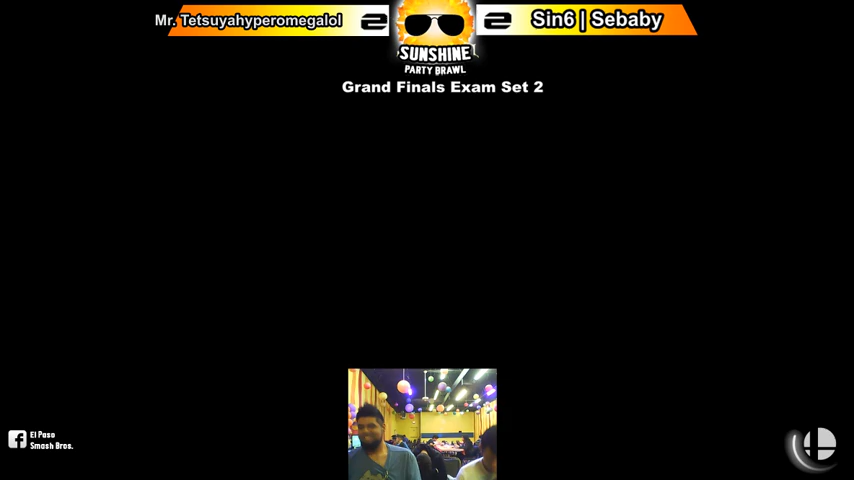 Mr. Tetsuyahyperomegalol 2 2 Sin6 | Sebaby
SUNSHINE
PARTY BRAWL
Grand Finals Exam Set 2
El Paso
Smash Bros.